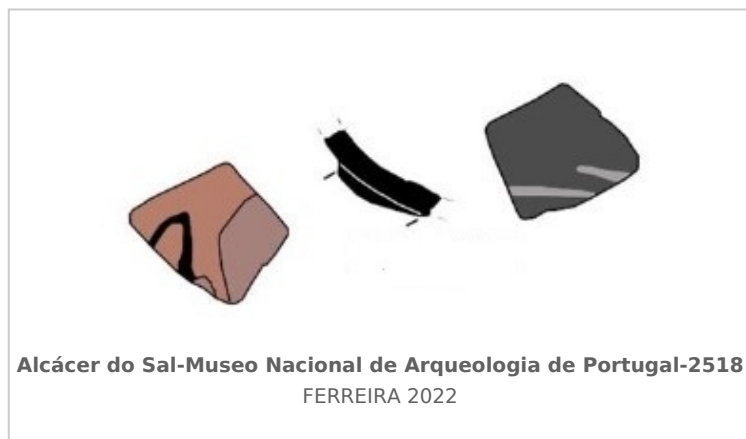 Alcácer do Sal-Museo Nacional de Arqueologia de Portugal-2518
FERREIRA 2022